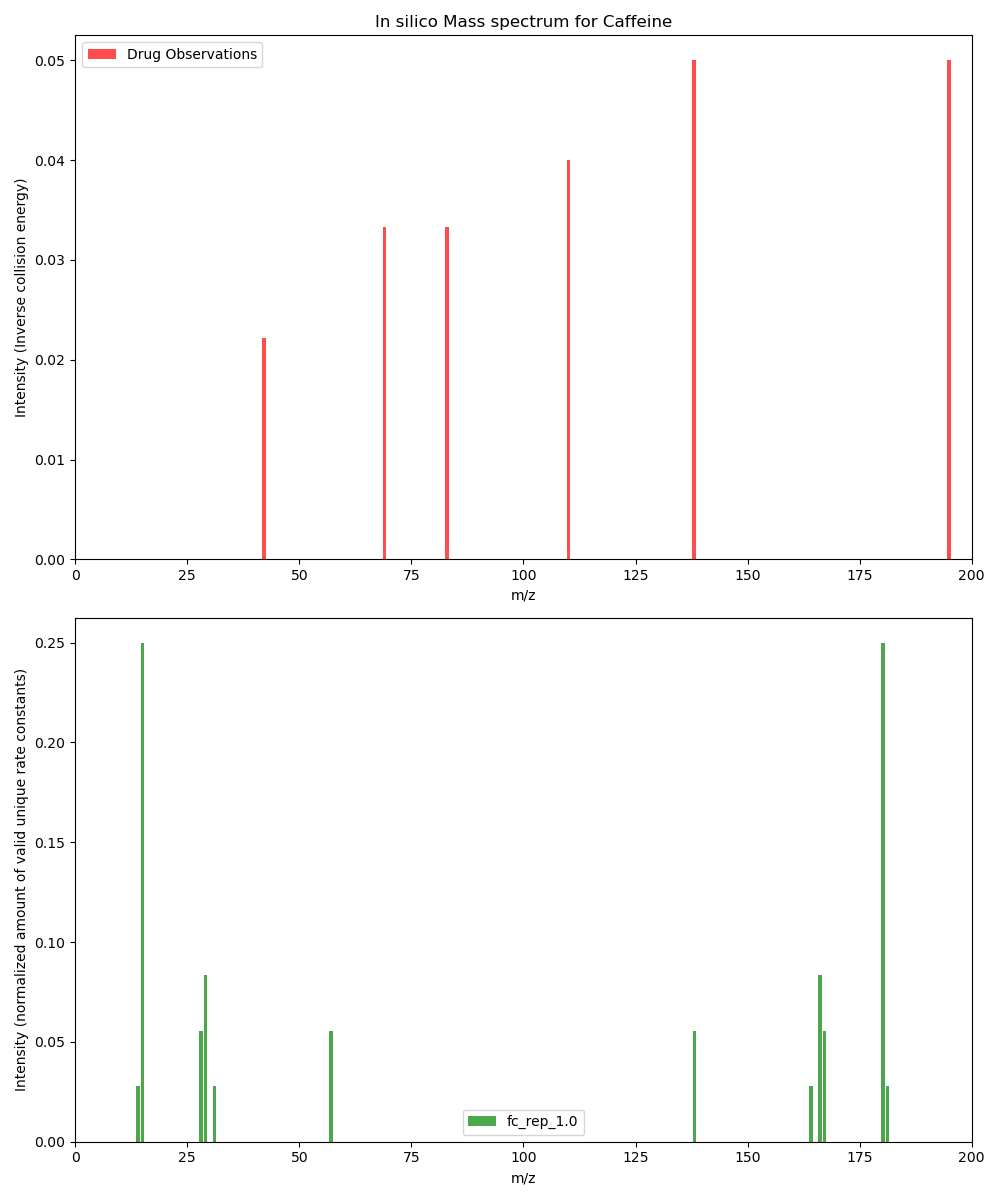 In silico Mass spectrum for Caffeine
Drug Observations
Intensity (Inverse collision energy)
0.05
0.04
0.03
0.02
0.01
0.00
0 25 50 75 100 125 150 175 200
m/z
Intensity (normalized amount of valid unique rate constants)
0.25
0.20
0.15
0.10
0.05
0.00
fc_rep_1.0
0 25 50 75 100 125 150 175 200
m/z